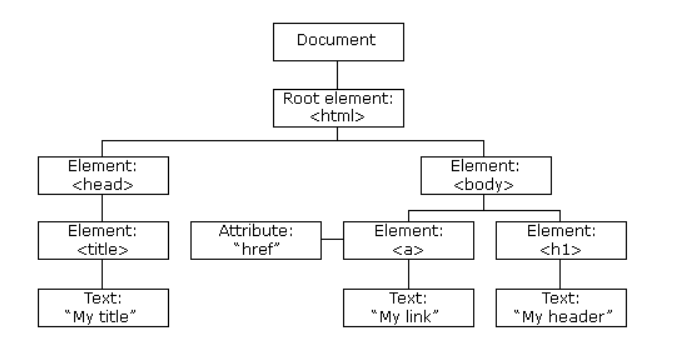 Document
Root element:
<html>
Element:
<head>
Element:
<body>
Element:
<title>
Attribute:
“href”
Element:
<a>
Element:
<h1>
Text:
“My title”
Text:
“My link”
Text:
“My header”